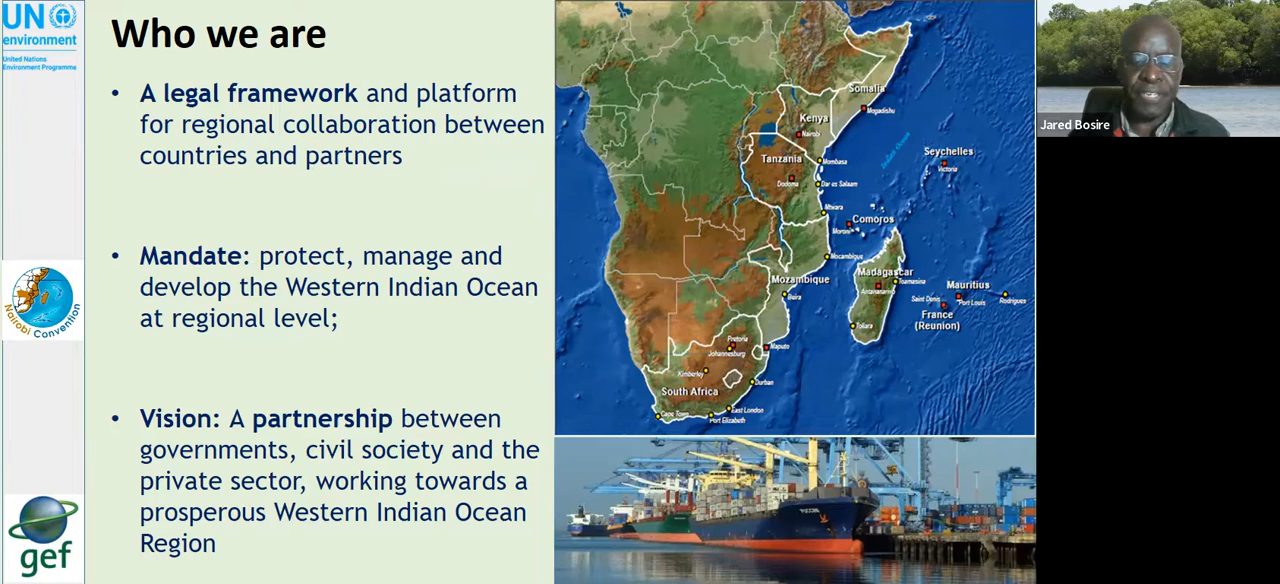 UN
environment
United Nations
Environment Programme
Who we are
• A legal framework and platform
for regional collaboration between
countries and partners
• Mandate: protect, manage and
develop the Western Indian Ocean
at regional level;
• Vision: A partnership between
governments, civil society and the
private sector, working towards a
prosperous Western Indian Ocean
Region
Nairobi Convention
gef
Somalia
Mogadishu
Kenya
Nairobi
Indian Ocean
Seychelles
Victoria
Tanzania
Mombasa
Dodoma
Dar es Salaam
Mtwara
Comoros
Moroni
Mocambique
Madagascar
Mozambique
Antananarivo
Toamasina
Mauritius
Beira
Saint Denis
Port Louis
Rodrigues
France
(Reunion)
Toliara
Pretoria
Johannesburg
Maputo
Kimberley
Durban
South Africa
East London
Cape Town
Port Elizabeth
Jared Bosire